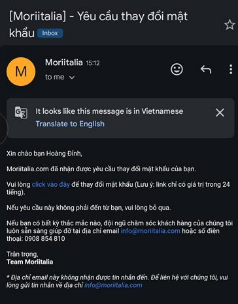 [Moriitalia] - Yêu cầu thay đổi mật
khẩu Inbox
M
Moriitalia 15:12
to me
It looks like this message is in Vietnamese
Translate to English
Xin chào bạn Hoàng Đình,
Moriitalia.com đã nhận được yêu cầu thay đổi mật khẩu của bạn.
Vui lòng click vào đây để thay đổi mật khẩu (Lưu ý: link chỉ có giá trị trong 24
tiếng).
Nếu yêu cầu này không phải đến từ bạn, vui lòng bỏ qua.
Nếu bạn có bất kỳ thắc mắc nào, đội ngũ chăm sóc khách hàng của chúng tôi
luôn sẵn sàng giúp đỡ tại địa chỉ email info@moriitalia.com hoặc số điện
thoại: 0908 854 810
Trân trọng,
Team Moriitalia
* Địa chỉ email này không nhận được tin nhắn đến. Để liên hệ với chúng tôi, vui
lòng gửi tin nhắn về địa chỉ info@moriitalia.com